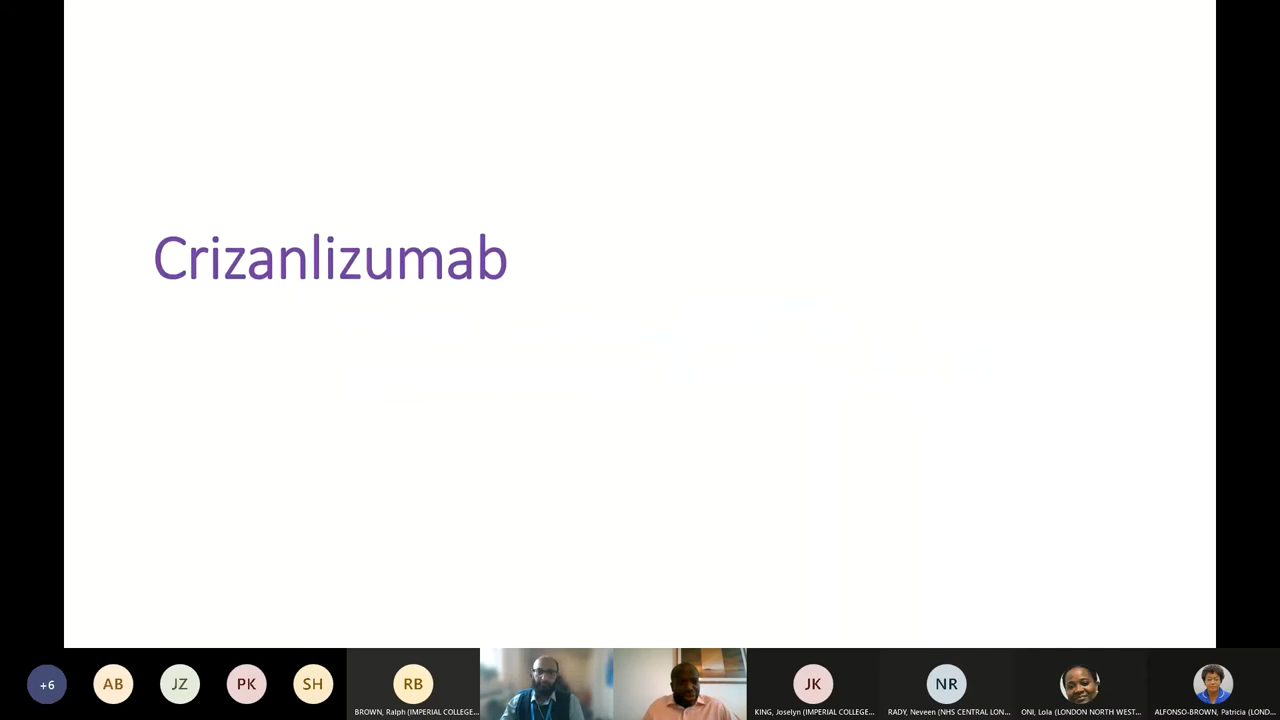 Crizanlizumab
+6
AB
JZ
PK
SH
RB
BROWN, Ralph (IMPERIAL COLLEGE...
JK
KING, Joselyn (IMPERIAL COLLEGE...
NR
RADY, Neveen (NHS CENTRAL LON...
ONI, Lola (LONDON NORTH WEST...
ALFONSO-BROWN, Patricia (LOND...